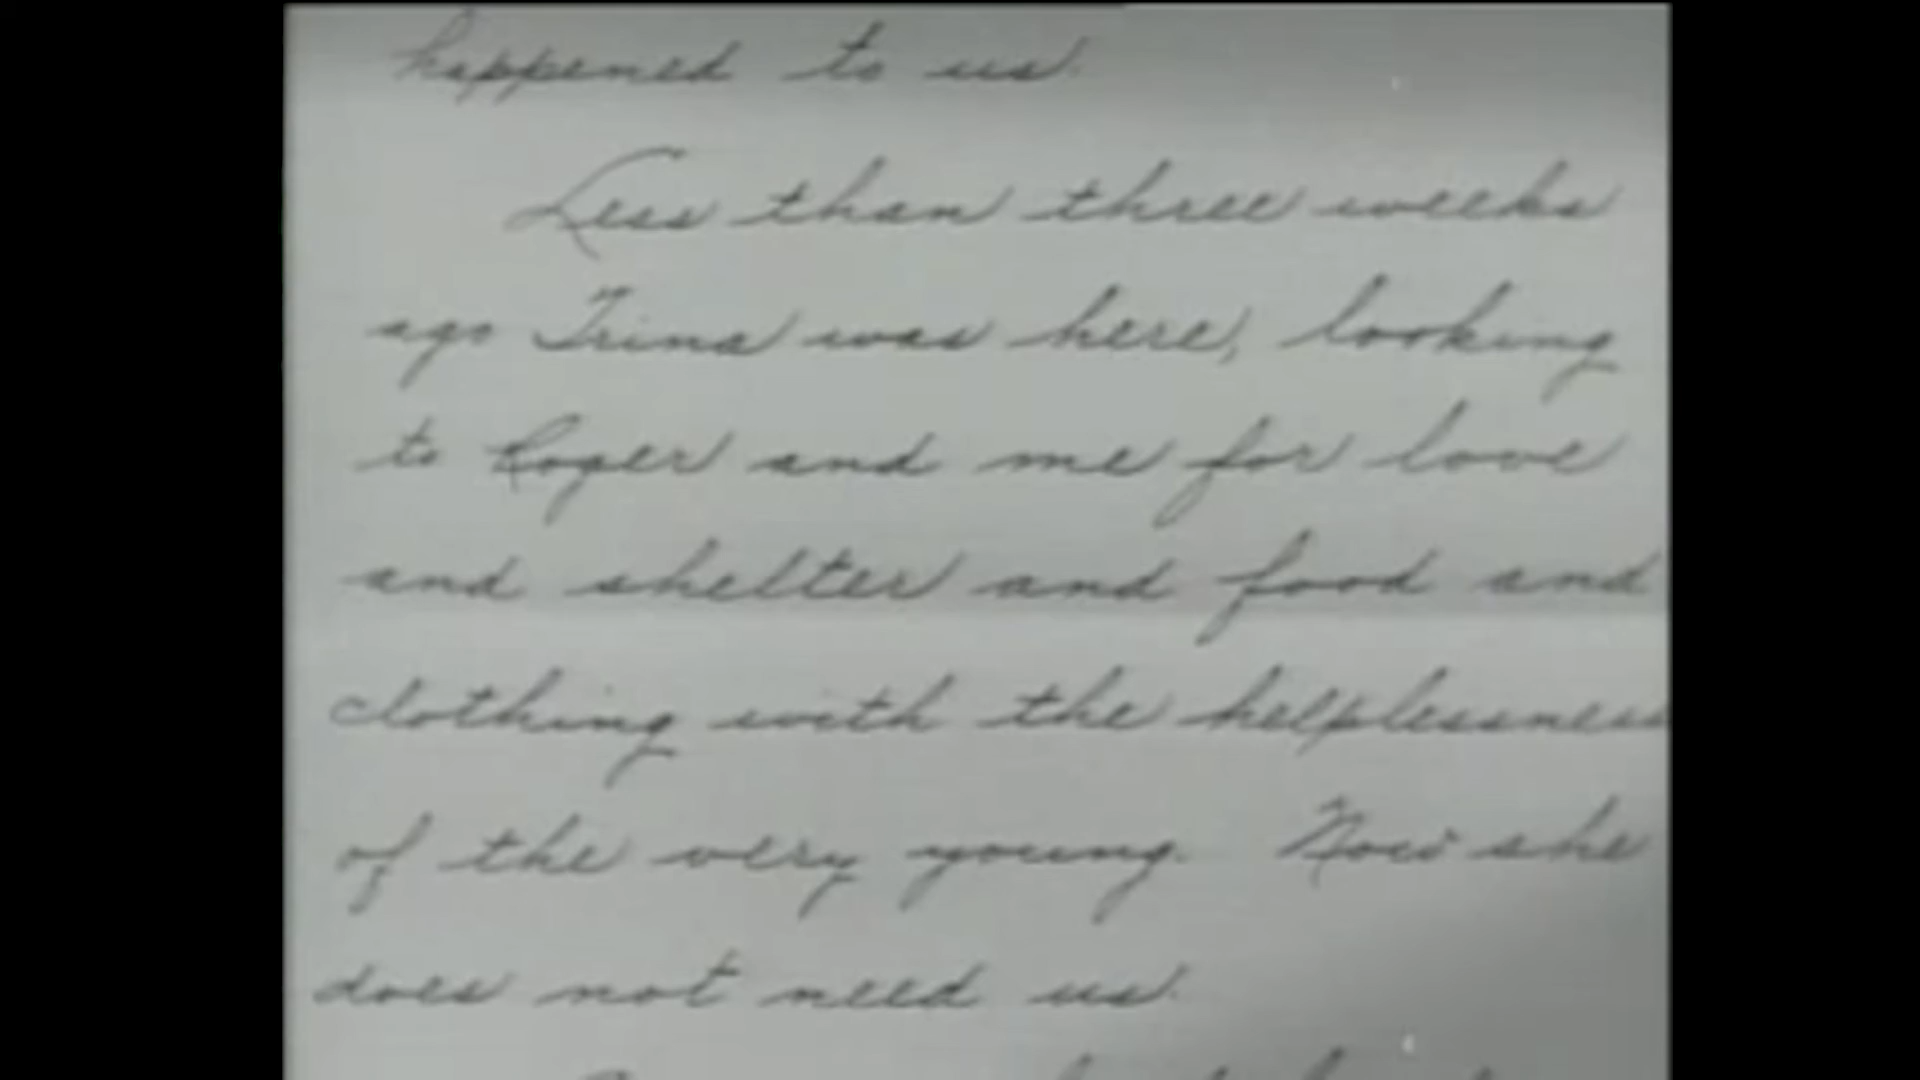 happened to us.
Less than three weeks
ago Trina was here, looking
to Roger and me for love
and shelter and food and
clothing with the helplessness
of the very young. Now she
does not need us.